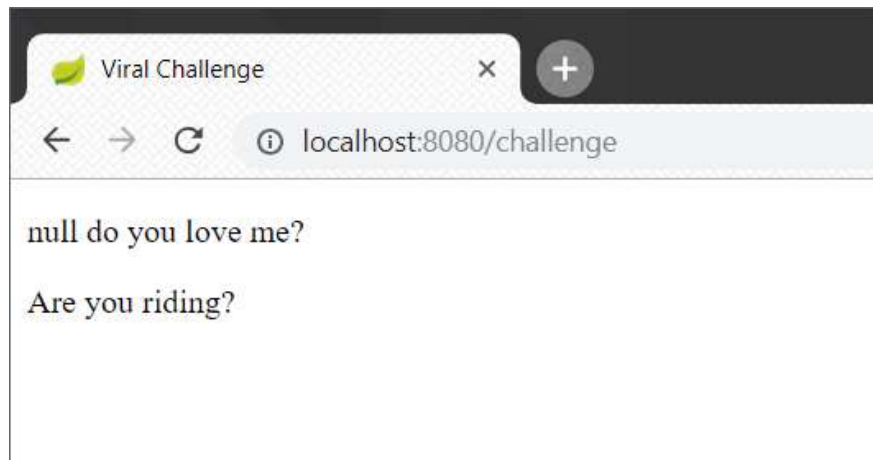 Viral Challenge
localhost:8080/challenge
null do you love me?
Are you riding?